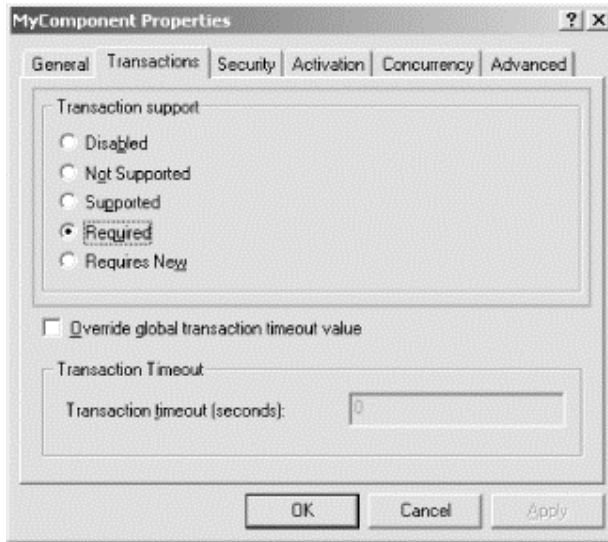 MyComponent Properties
General Transactions Security Activation Concurrency Advanced
Transaction support
Disabled
Not Supported
Supported
Required
Requires New
Override global transaction timeout value
Transaction Timeout
Transaction timeout (seconds): 0
OK Cancel Apply